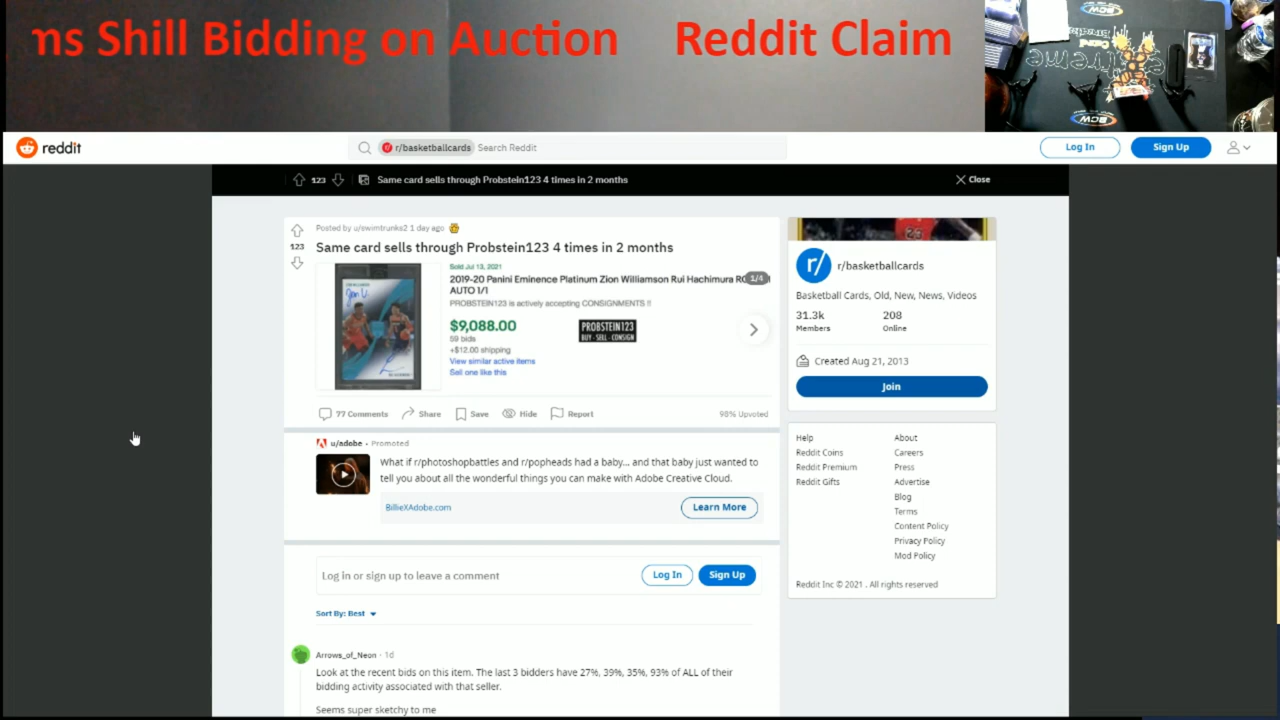 ms Shill Bidding on Auction Reddit Claim
BCW
extreme
BCW
reddit
r/basketballcards Search Reddit
Log In
Sign Up
123
Same card sells through Probstein123 4 times in 2 months
Close
Posted by u/swimtrunks2 1 day ago
123
Same card sells through Probstein123 4 times in 2 months
Sold Jul 13, 2021
2019-20 Panini Eminence Platinum Zion Williamson Rui Hachimura
1/4
AUTO 1/1
PROBSTEIN123 is actively accepting CONSIGNMENTS !!
$9,088.00
59 bids
+$12.00 shipping
View similar active items
Sell one like this
PROBSTEIN123
BUY - SELL - CONSIGN
77 Comments
Share
Save
Hide
Report
98% Upvoted
u/adobe • Promoted
What if r/photoshopbattles and r/popheads had a baby... and that baby just wanted to
tell you about all the wonderful things you can make with Adobe Creative Cloud.
BillieXAdobe.com
Learn More
Log in or sign up to leave a comment
Log In
Sign Up
Sort By: Best
Arrows_of_Neon · 1d
Look at the recent bids on this item. The last 3 bidders have 27%, 39%, 35%, 93% of ALL of their
bidding activity associated with that seller.
Seems super sketchy to me
23
r/
r/basketballcards
Basketball Cards, Old, New, News, Videos
31.3k
208
Members
Online
Created Aug 21, 2013
Join
Help
About
Reddit Coins
Careers
Reddit Premium
Press
Reddit Gifts
Advertise
Blog
Terms
Content Policy
Privacy Policy
Mod Policy
Reddit Inc © 2021 . All rights reserved